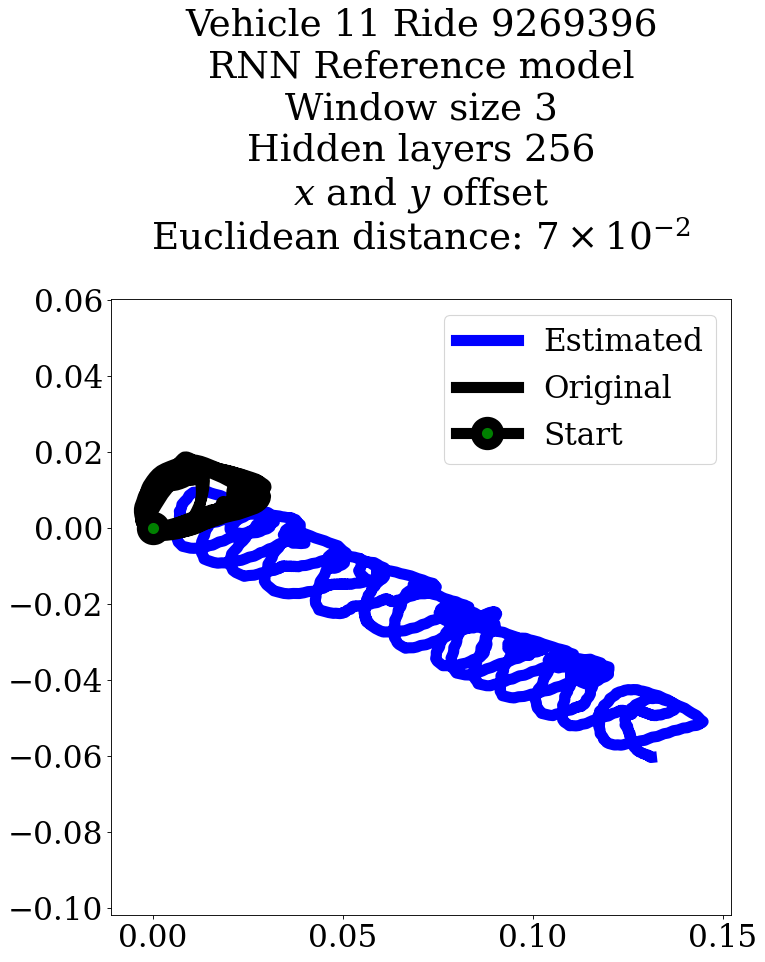 Vehicle 11 Ride 9269396
RNN Reference model
Window size 3
Hidden layers 256
x and y offset
Euclidean distance: 7 × 10⁻²
0.06
0.04
0.02
0.00
−0.02
−0.04
−0.06
−0.08
−0.10
Estimated
Original
Start
0.00 0.05 0.10 0.15